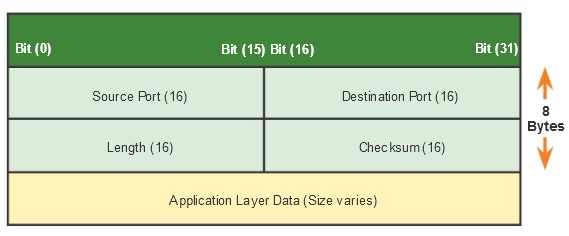 Bit (0) Bit (15) Bit (16) Bit (31)
Source Port (16) Destination Port (16)
8
Bytes
Length (16) Checksum (16)
Application Layer Data (Size varies)